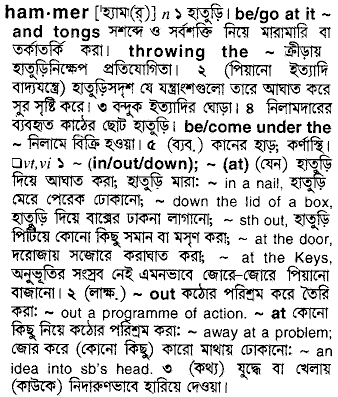 ham·mer ['হ্যামা(র্)] n ১ হাতুড়ি। be/go at it ~
and tongs সশব্দে ও সর্বশক্তি নিয়ে মারামারি বা
তর্কাতর্কি করা। throwing the ~ ক্রীড়ায়
হাতুড়িনিক্ষেপ প্রতিযোগিতা। ২ (পিয়ানো ইত্যাদি
বাদ্যযন্ত্রে) হাতুড়িসদৃশ যে যন্ত্রাংশগুলো তারে আঘাত করে
সুর সৃষ্টি করে। ৩ বন্দুক ইত্যাদির ঘোড়া। ৪ নিলামদারের
ব্যবহৃত কাঠের ছোট হাতুড়ি। be/come under the
~ নিলামে বিক্রি হওয়া। ৫ (ব্যব.) কানের হাড়; কর্ণাস্থি।
□vt,vi ১ ~ (in/out/down); ~ (at) (যেন) হাতুড়ি
দিয়ে আঘাত করা; হাতুড়ি মারা: ~ in a nail, হাতুড়ি
মেরে পেরেক ঢোকানো; ~ down the lid of a box,
হাতুড়ি দিয়ে বাক্সের ঢাকনা লাগানো; ~ sth out, হাতুড়ি
পিটিয়ে কোনো কিছু সমান বা মসৃণ করা; ~ at the door,
দরোজায় সজোরে করাঘাত করা; ~ at the Keys,
অনুভূতির সংস্রব নেই এমনভাবে জোরে-জোরে পিয়ানো
বাজানো। ২ (লাক্ষ.) ~ out কঠোর পরিশ্রম করে তৈরি
করা: ~ out a programme of action. ~ at কোনো
কিছু নিয়ে কঠোর পরিশ্রম করা: ~ away at a problem;
জোর করে (কোনো কিছু) কারো মাথায় ঢোকানো: ~ an
idea into sb's head. ৩ (কথ্য) যুদ্ধে বা খেলায়
(কাউকে) নিদারুণভাবে হারিয়ে দেওয়া।